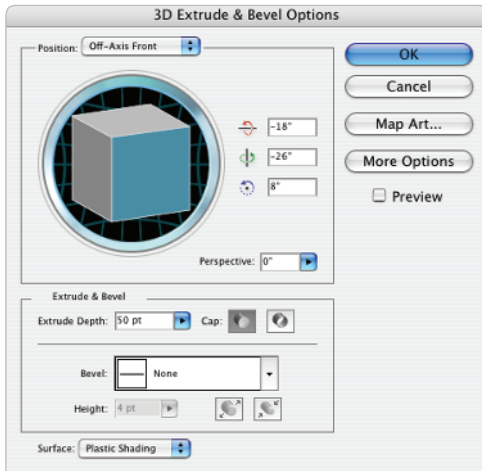 3D Extrude & Bevel Options
Position: Off-Axis Front
-18°
-26°
8°
Perspective: 0°
OK
Cancel
Map Art...
More Options
Preview
Extrude & Bevel
Extrude Depth: 50 pt Cap:
Bevel: None
Height: 4 pt
Surface: Plastic Shading